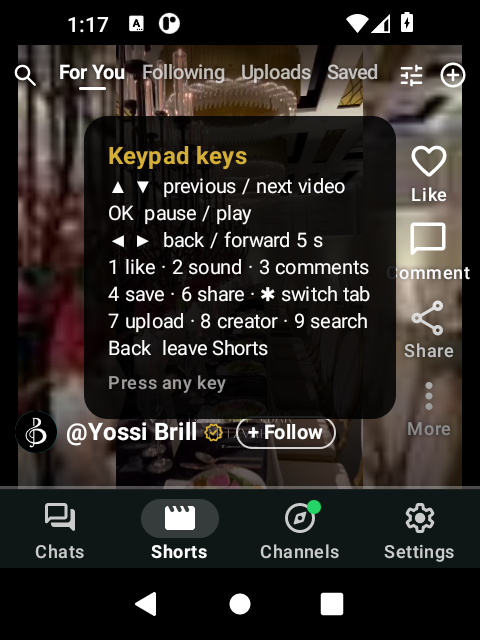 1:17
For You Following Uploads Saved
Keypad keys
▲ ▼ previous / next video
OK pause / play
◄ ► back / forward 5 s
1 like · 2 sound · 3 comments
4 save · 6 share · ✱ switch tab
7 upload · 8 creator · 9 search
Back leave Shorts
Press any key
Like
Comment
Share
More
@Yossi Brill
+ Follow
Chats
Shorts
Channels
Settings